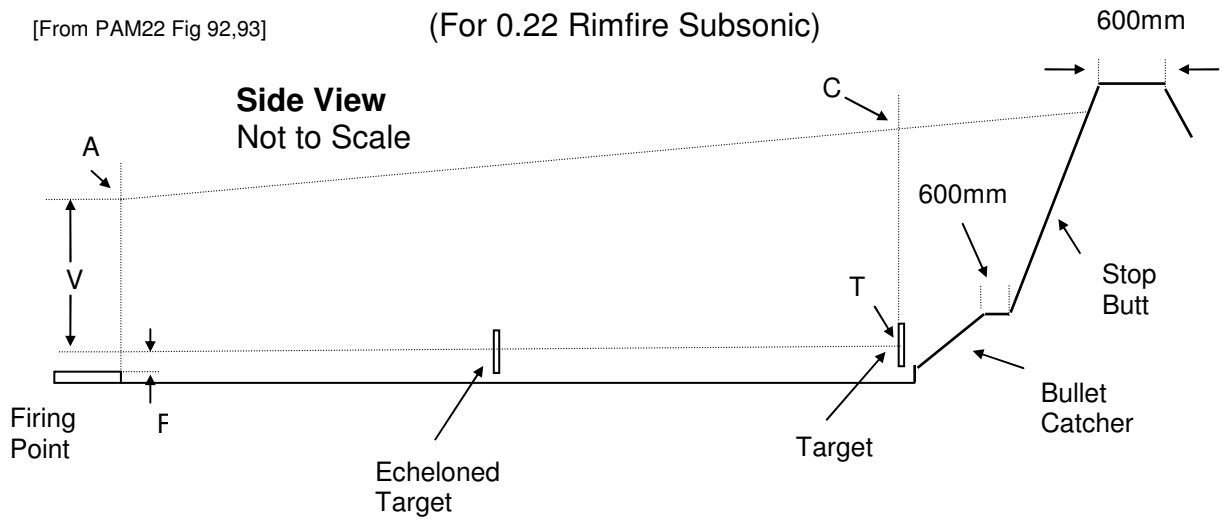 [From PAM22 Fig 92,93]
(For 0.22 Rimfire Subsonic)
600mm
Side View
Not to Scale
C
A
600mm
V
T
Stop
Butt
Firing
Point
F
Bullet
Catcher
Target
Echeloned
Target